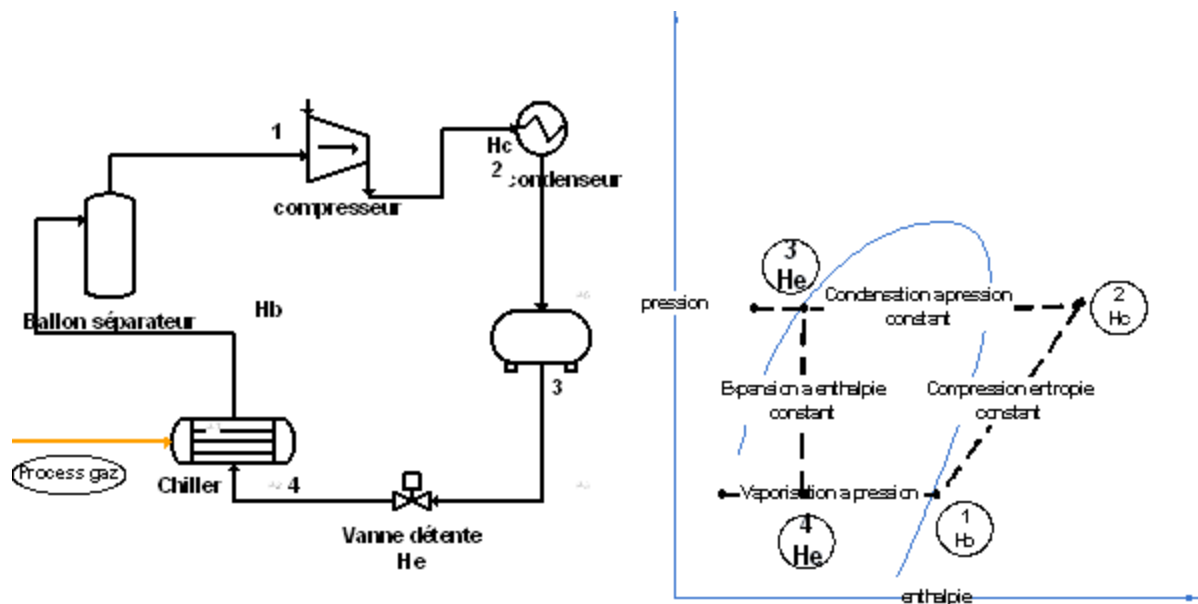 1
Hc
2
condenseur
compresseur
Ballon séparateur
Hb
3
Process gaz
Chiller
4
Vanne détente
He
pression
3
He
Condensation a pression
constant
2
Hc
Expansion a enthalpie
constant
Compression entropie
constant
Vaporisation a pression
4
He
1
Hb
enthalpie